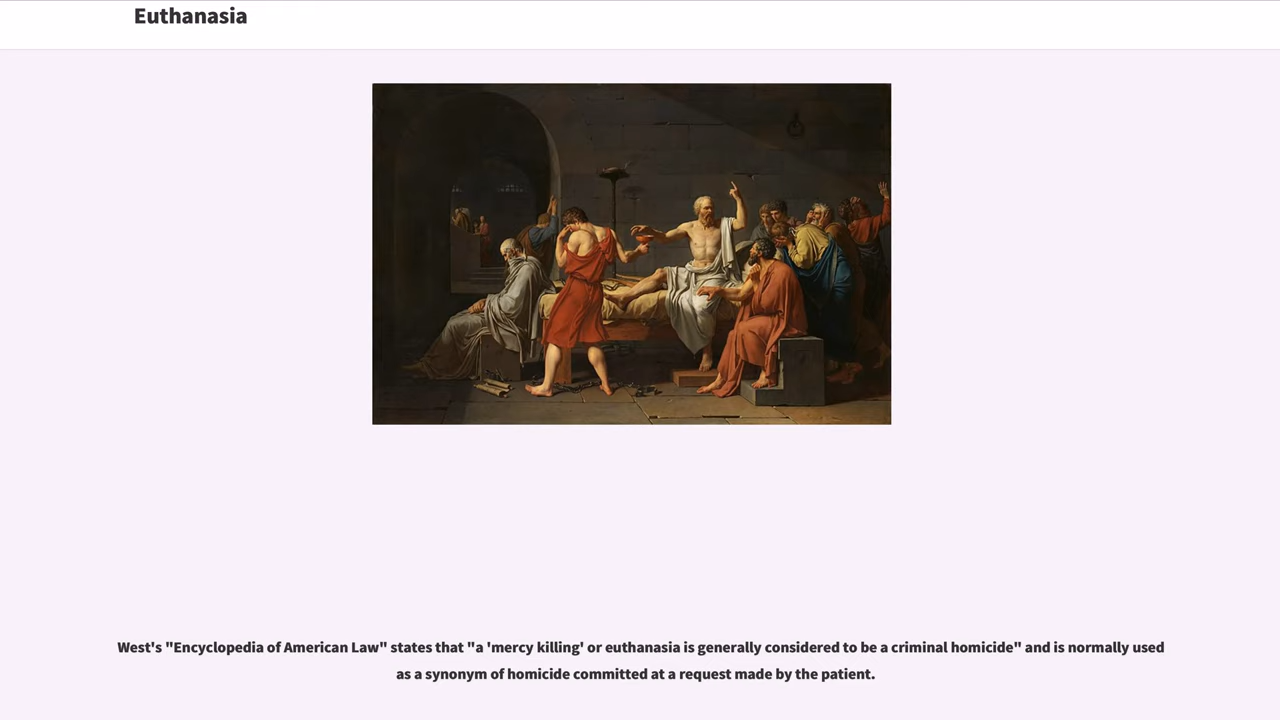 Euthanasia
West's "Encyclopedia of American Law" states that "a 'mercy killing' or euthanasia is generally considered to be a criminal homicide" and is normally used
as a synonym of homicide committed at a request made by the patient.